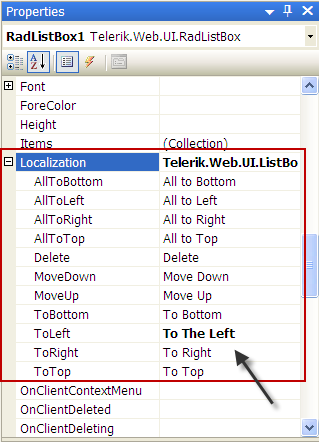 Properties
RadListBox1 Telerik.Web.UI.RadListBox
Font
ForeColor
Height
Items (Collection)
Localization Telerik.Web.UI.ListBo
AllToBottom All to Bottom
AllToLeft All to Left
AllToRight All to Right
AllToTop All to Top
Delete Delete
MoveDown Move Down
MoveUp Move Up
ToBottom To Bottom
ToLeft To The Left
ToRight To Right
ToTop To Top
OnClientContextMenu
OnClientDeleted
OnClientDeleting